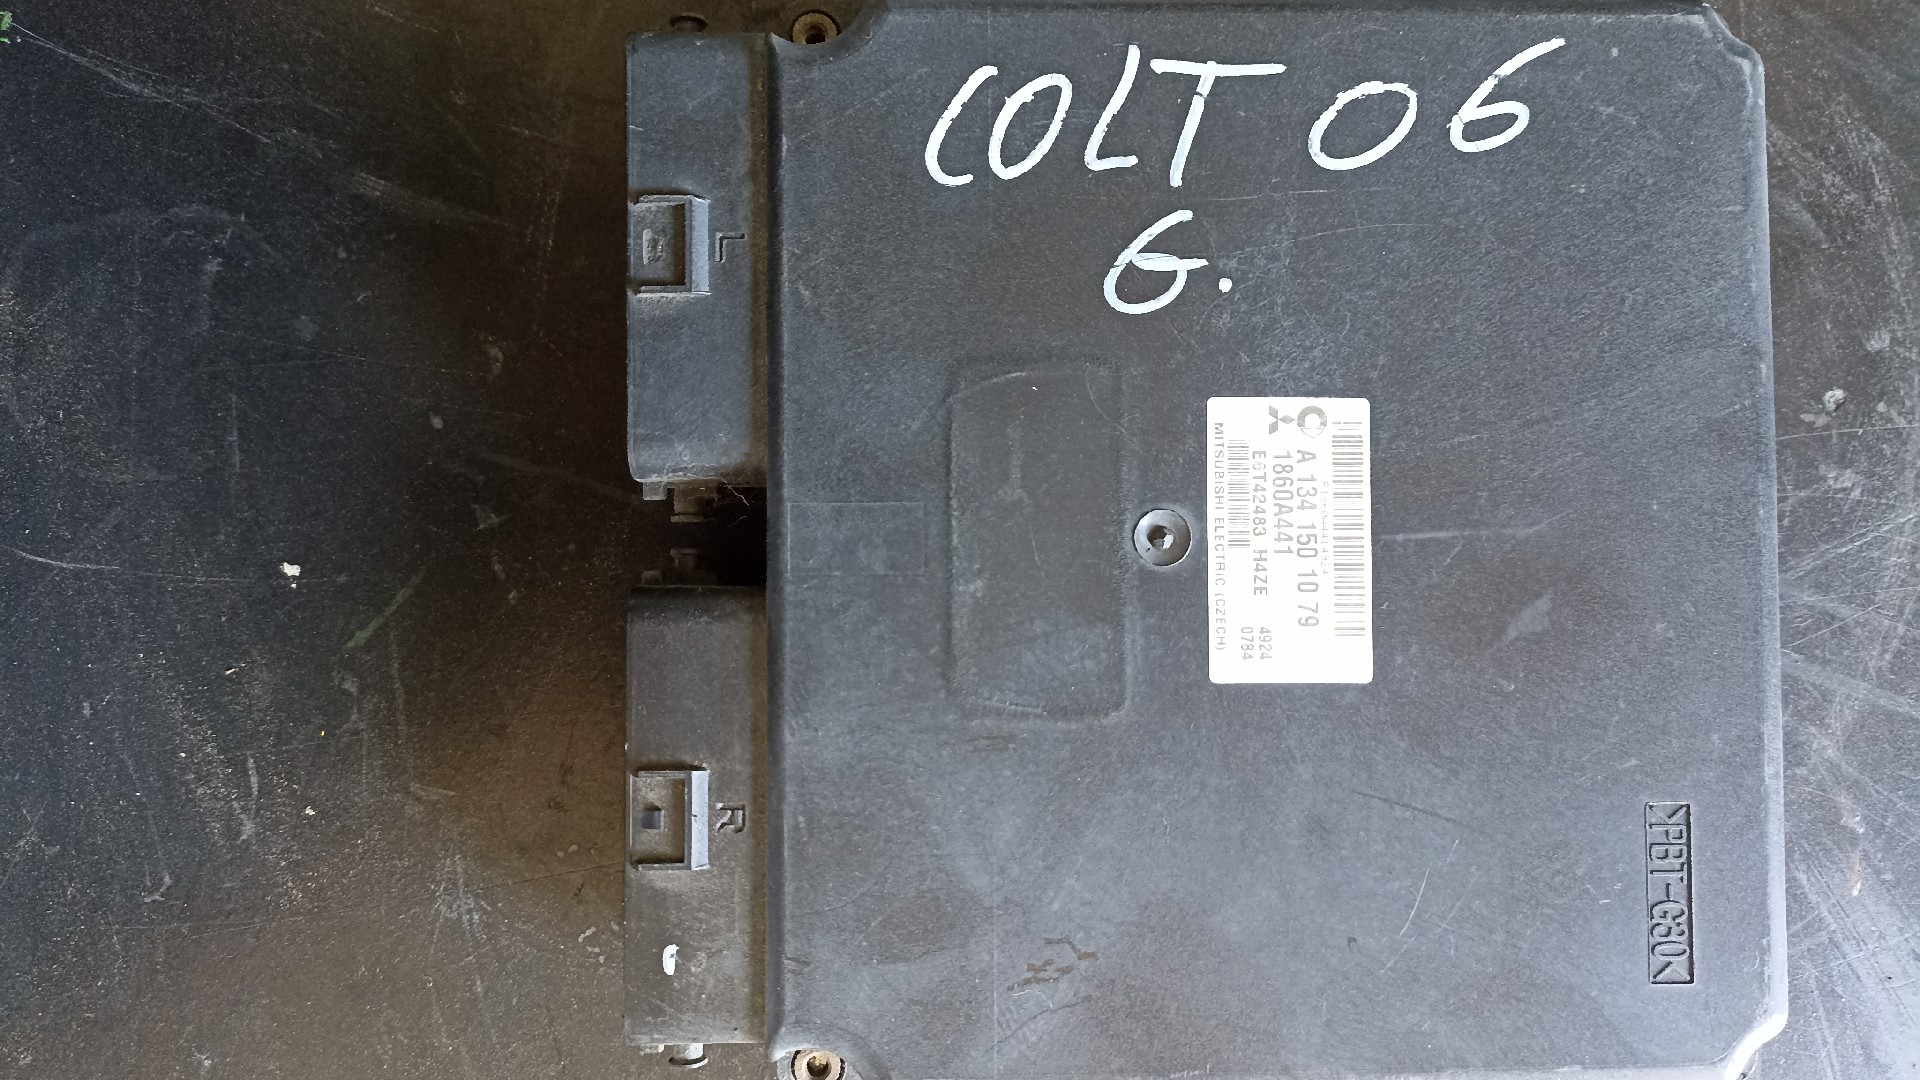 COLT 06
G.
L
A 134 150 10 79
1860A441
E6T42483 H4ZE 4924
0784
MITSUBISHI ELECTRIC (CZECH)
R
>PBT-G30<